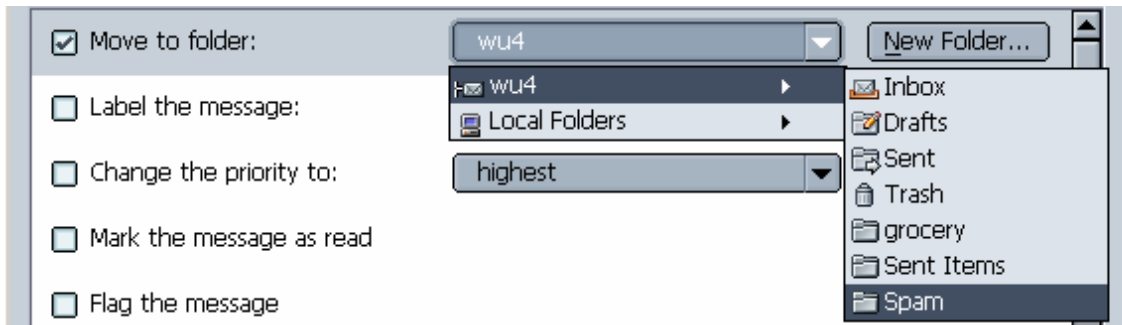 Move to folder:
wu4
New Folder...
wu4
Inbox
Label the message:
Local Folders
Drafts
Sent
Change the priority to:
highest
Trash
Mark the message as read
grocery
Sent Items
Flag the message
Spam